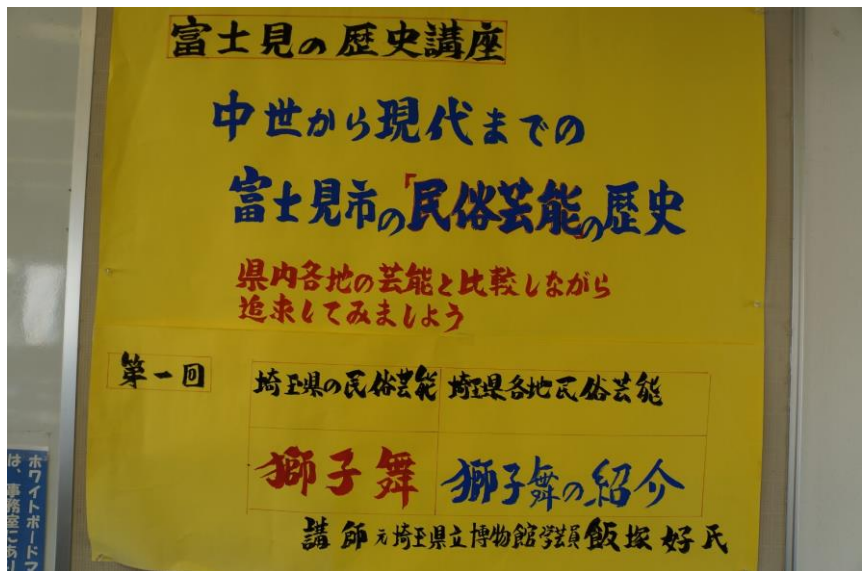 富士見の歴史講座
中世から現代までの
富士見市の「民俗芸能」の歴史
県内各地の芸能と比較しながら
追求してみましよう
第一回
埼玉県の民俗芸能
埼玉県各地民俗芸能
獅子舞
獅子舞の紹介
講師 元埼玉県立博物館学芸員 飯塚好氏
ホワイトボードマ
は、事務室にあり